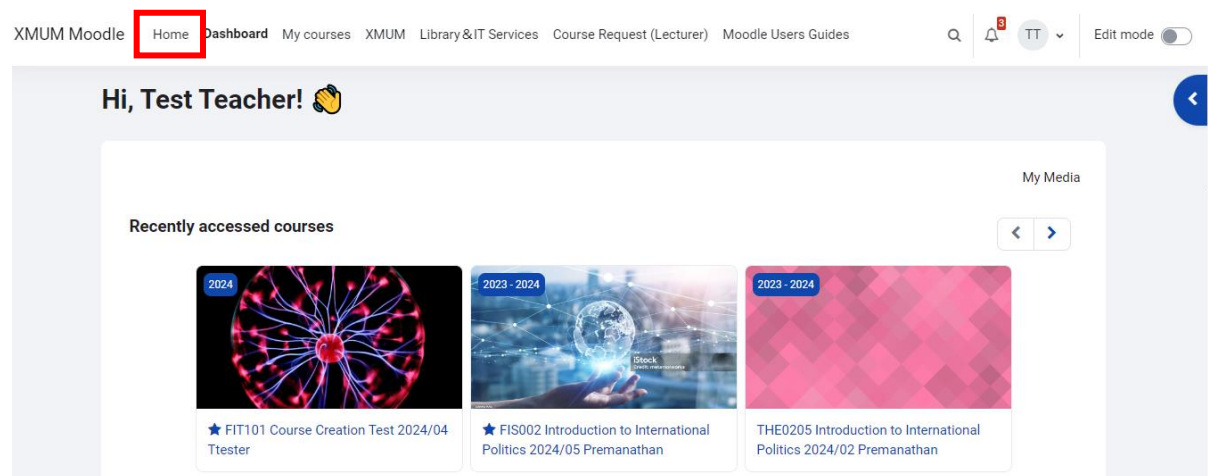 XMUM Moodle Home Dashboard My courses XMUM Library & IT Services Course Request (Lecturer) Moodle Users Guides 3 TT Edit mode
Hi, Test Teacher! 👋
My Media
Recently accessed courses
2024
2023 - 2024
2023 - 2024
iStock
★ FIT101 Course Creation Test 2024/04
Ttester
★ FIS002 Introduction to International
Politics 2024/05 Premanathan
THE0205 Introduction to International
Politics 2024/02 Premanathan